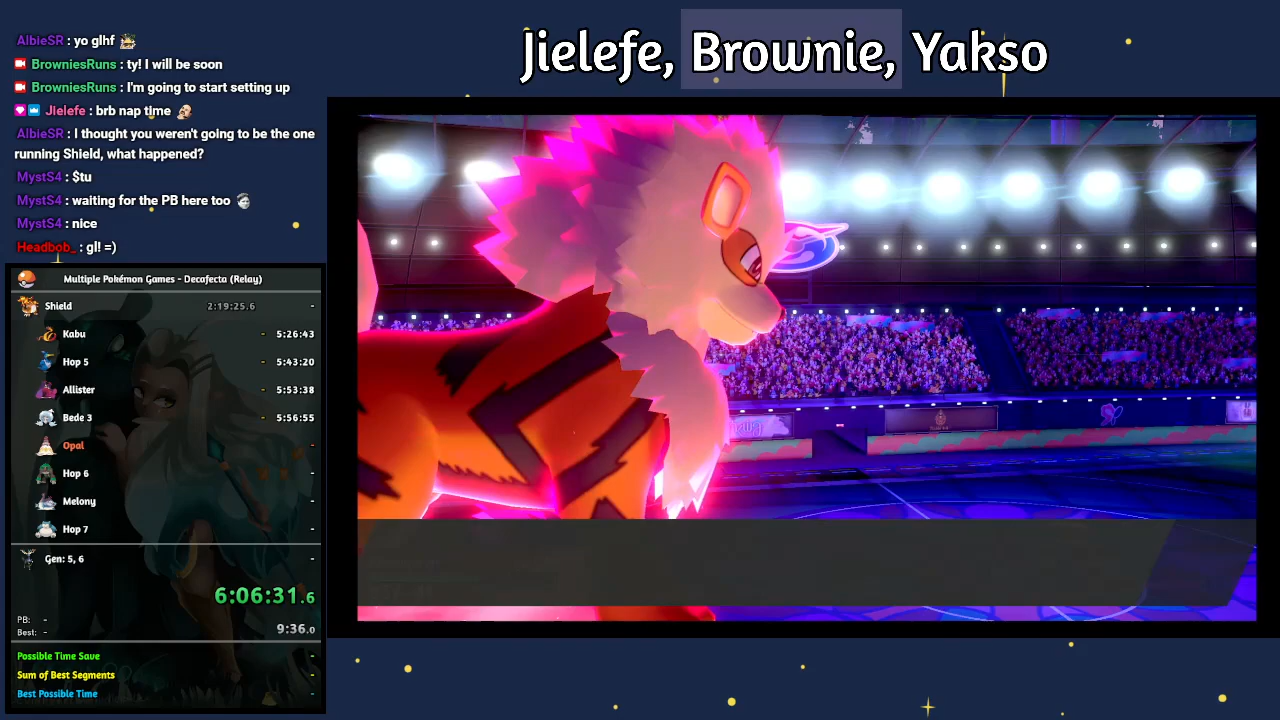 Jielefe, Brownie, Yakso
AlbieSR : yo glhf
BrowniesRuns : ty! I will be soon
BrowniesRuns : I'm going to start setting up
Jlelefe : brb nap time
AlbieSR : I thought you weren't going to be the one
running Shield, what happened?
MystS4 : $tu
MystS4 : waiting for the PB here too
MystS4 : nice
Headbob_ : gl! =)
Multiple Pokémon Games - Decafecta (Relay)
Shield 2:19:25.6 -
Kabu - 5:26:43
Hop 5 - 5:43:20
Allister - 5:53:38
Bede 3 - 5:56:55
Opal -
Hop 6 -
Melony -
Hop 7 -
Gen: 5, 6 -
6:06:31.6
PB: -
Best: -
9:36.0
Possible Time Save -
Sum of Best Segments -
Best Possible Time -